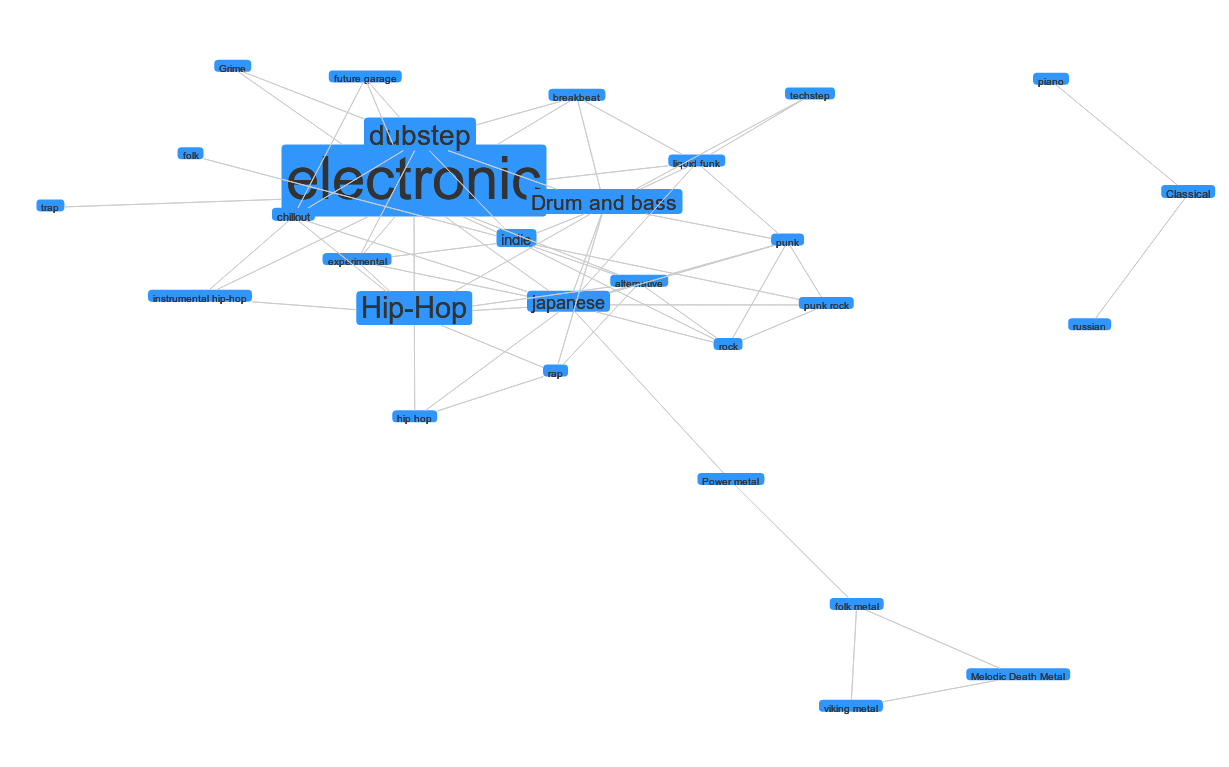 Grime
future garage
piano
breakbeat
techstep
dubstep
folk
liquid funk
electronic
Classical
Drum and bass
trap
chillout
indie
punk
experimental
alternative
instrumental hip-hop
Hip-Hop
japanese
punk rock
russian
rock
rap
hip hop
Power metal
folk metal
Melodic Death Metal
viking metal